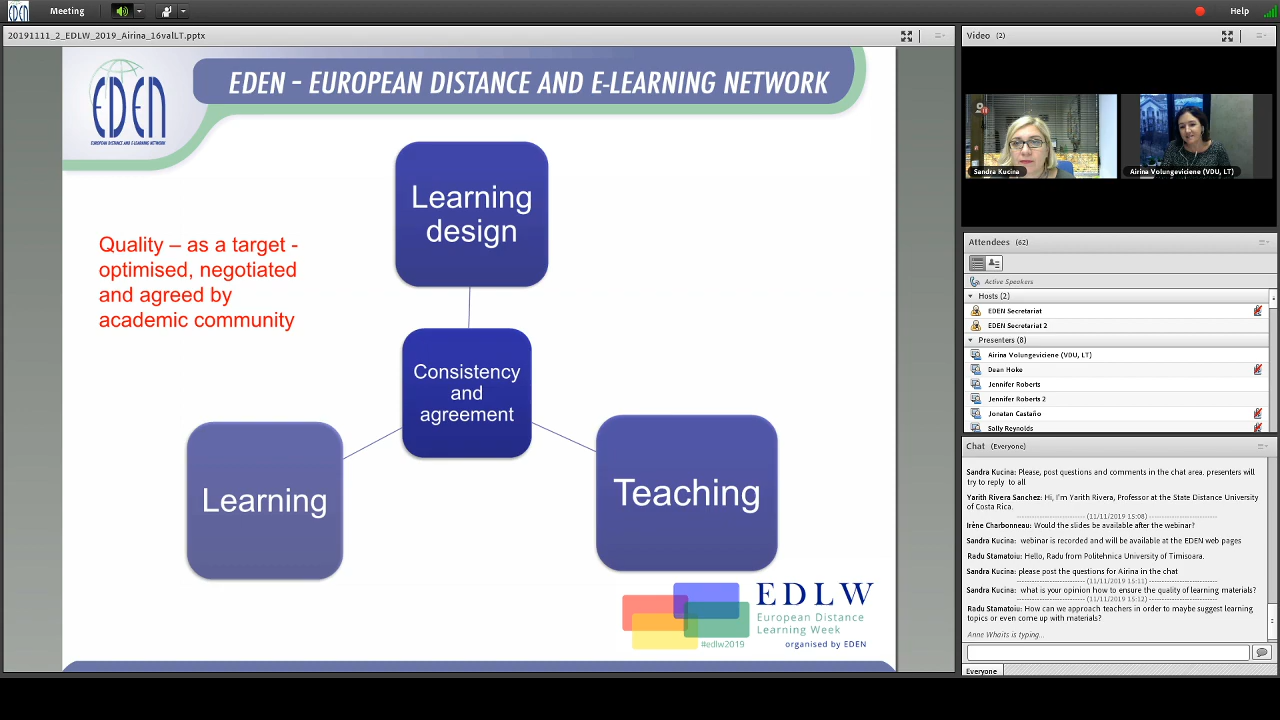 Meeting
Help
20191111_2_EDLW_2019_Airina_16valLT.pptx
EDEN
EUROPEAN DISTANCE AND E-LEARNING NETWORK
EDEN – EUROPEAN DISTANCE AND E-LEARNING NETWORK
Learning
design
Quality – as a target -
optimised, negotiated
and agreed by
academic community
Consistency
and
agreement
Learning
Teaching
EDLW
European Distance
Learning Week
#edlw2019
organised by EDEN
Video (2)
Sandra Kucina
Airina Volungeviciene (VDU, LT)
Attendees (62)
Active Speakers
Hosts (2)
EDEN Secretariat
EDEN Secretariat 2
Presenters (8)
Airina Volungeviciene (VDU, LT)
Dean Hoke
Jennifer Roberts
Jennifer Roberts 2
Jonatan Castaño
Sally Reynolds
Chat (Everyone)
Sandra Kucina: Please, post questions and comments in the chat area. presenters will
try to reply to all
Yarith Rivera Sanchez: Hi, I'm Yarith Rivera, Professor at the State Distance University
of Costa Rica.
(11/11/2019 15:08)
Irène Charbonneau: Would the slides be available after the webinar?
Sandra Kucina: webinar is recorded and will be available at the EDEN web pages
Radu Stamatoiu: Hello, Radu from Politehnica University of Timisoara.
Sandra Kucina: please post the questions for Airina in the chat
(11/11/2019 15:11)
Sandra Kucina: what is your opinion how to ensure the quality of learning materials?
(11/11/2019 15:12)
Radu Stamatoiu: How can we approach teachers in order to maybe suggest learning
topics or even come up with materials?
Anne Whaits is typing...
Everyone